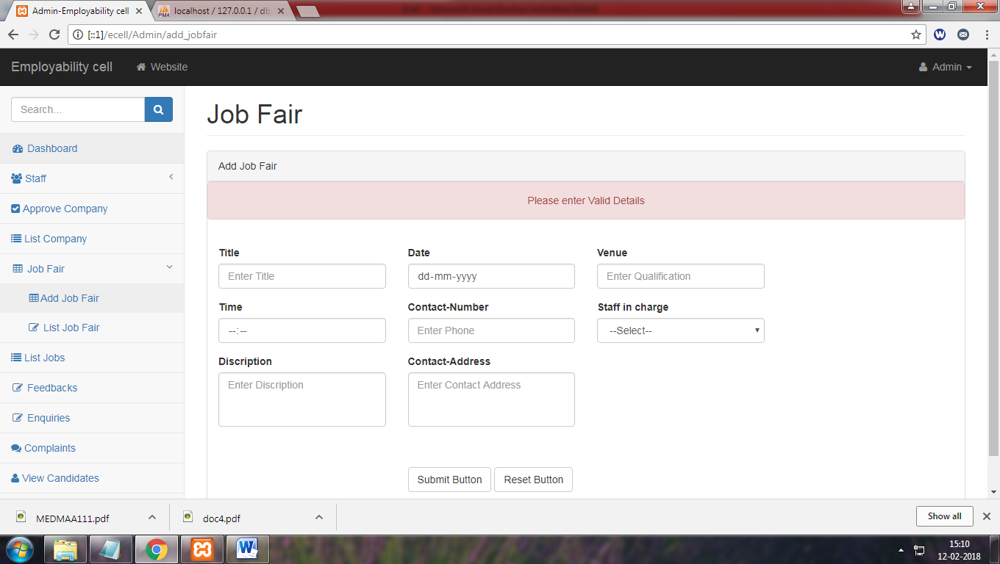 Admin-Employability cell
localhost / 127.0.0.1 / db
[::1]/ecell/Admin/add_jobfair
Employability cell
Website
Admin
Search...
Dashboard
Staff
Approve Company
List Company
Job Fair
Add Job Fair
List Job Fair
List Jobs
Feedbacks
Enquiries
Complaints
View Candidates
Job Fair
Add Job Fair
Please enter Valid Details
Title Date Venue
Enter Title dd-mm-yyyy Enter Qualification
Time Contact-Number Staff in charge
--:-- Enter Phone --Select--
Discription Contact-Address
Enter Discription Enter Contact Address
Submit Button Reset Button
MEDMAA111.pdf doc4.pdf Show all
15:10
12-02-2018